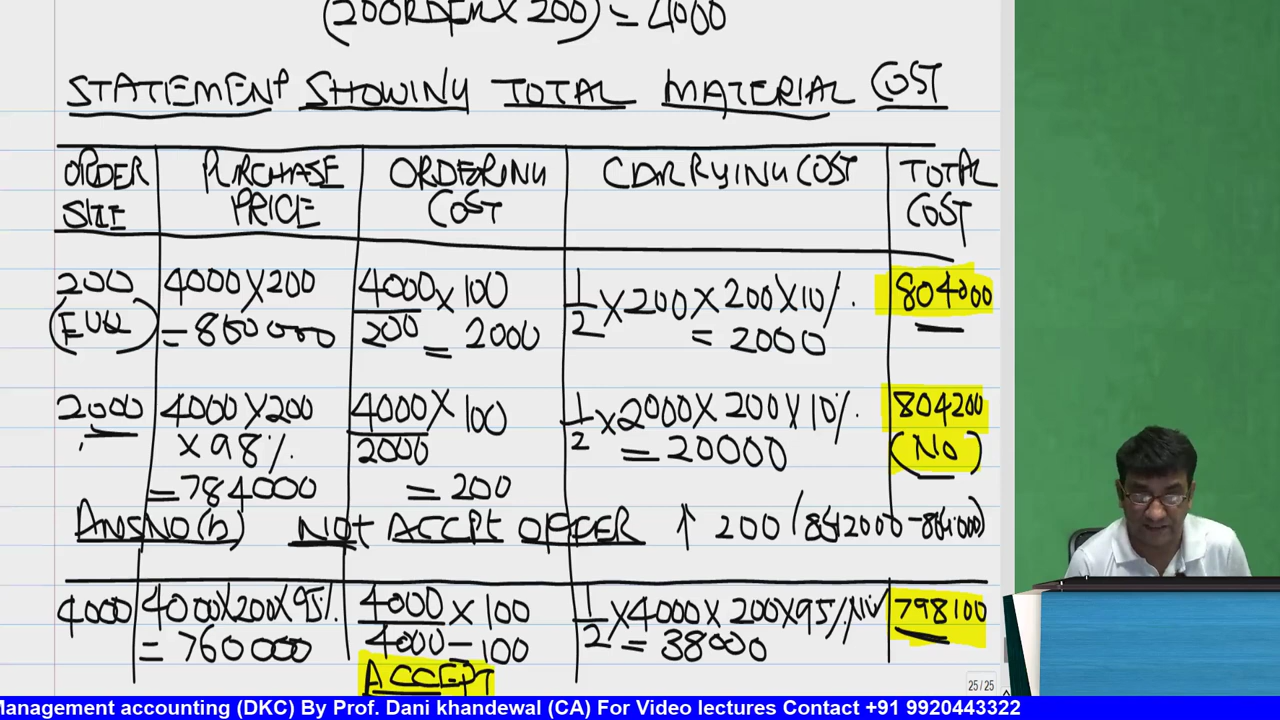 (20ORDER X 200) = 4000
STATEMENT SHOWING TOTAL MATERIAL COST
ORDER SIZE PURCHASE PRICE ORDERING COST CARRYING COST TOTAL COST
200 (EOQ) 4000 X 200 = 800000 4000/200 X 100 = 2000 1/2 X 200 X 200 X 10% = 2000 804000
2000 4000 X 200 X 98% = 784000 4000/2000 X 100 = 200 1/2 X 2000 X 200 X 10% = 20000 804200 (NO)
ANS NO (b) NOT ACCPT OFFER ↑ 200 (804200 - 804000)
4000 4000 X 200 X 95% = 760000 4000/4000 X 100 = 100 1/2 X 4000 X 200 X 95% X 10% = 38000 798100
ACCEPT
25 / 25
Management accounting (DKC) By Prof. Dani khandewal (CA) For Video lectures Contact +91 9920443322